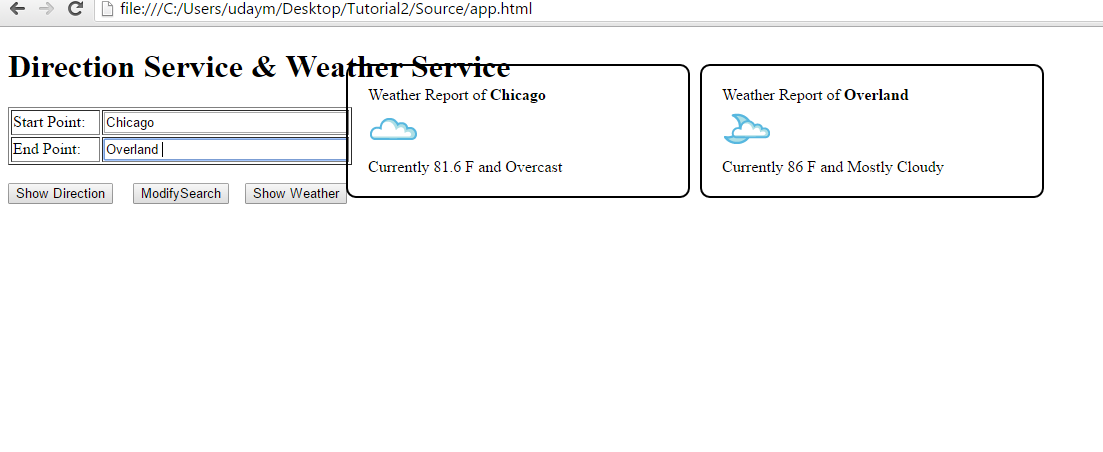 file:///C:/Users/udaym/Desktop/Tutorial2/Source/app.html
Direction Service & Weather Service
Start Point: Chicago
End Point: Overland
Show Direction ModifySearch Show Weather
Weather Report of Chicago
Currently 81.6 F and Overcast
Weather Report of Overland
Currently 86 F and Mostly Cloudy